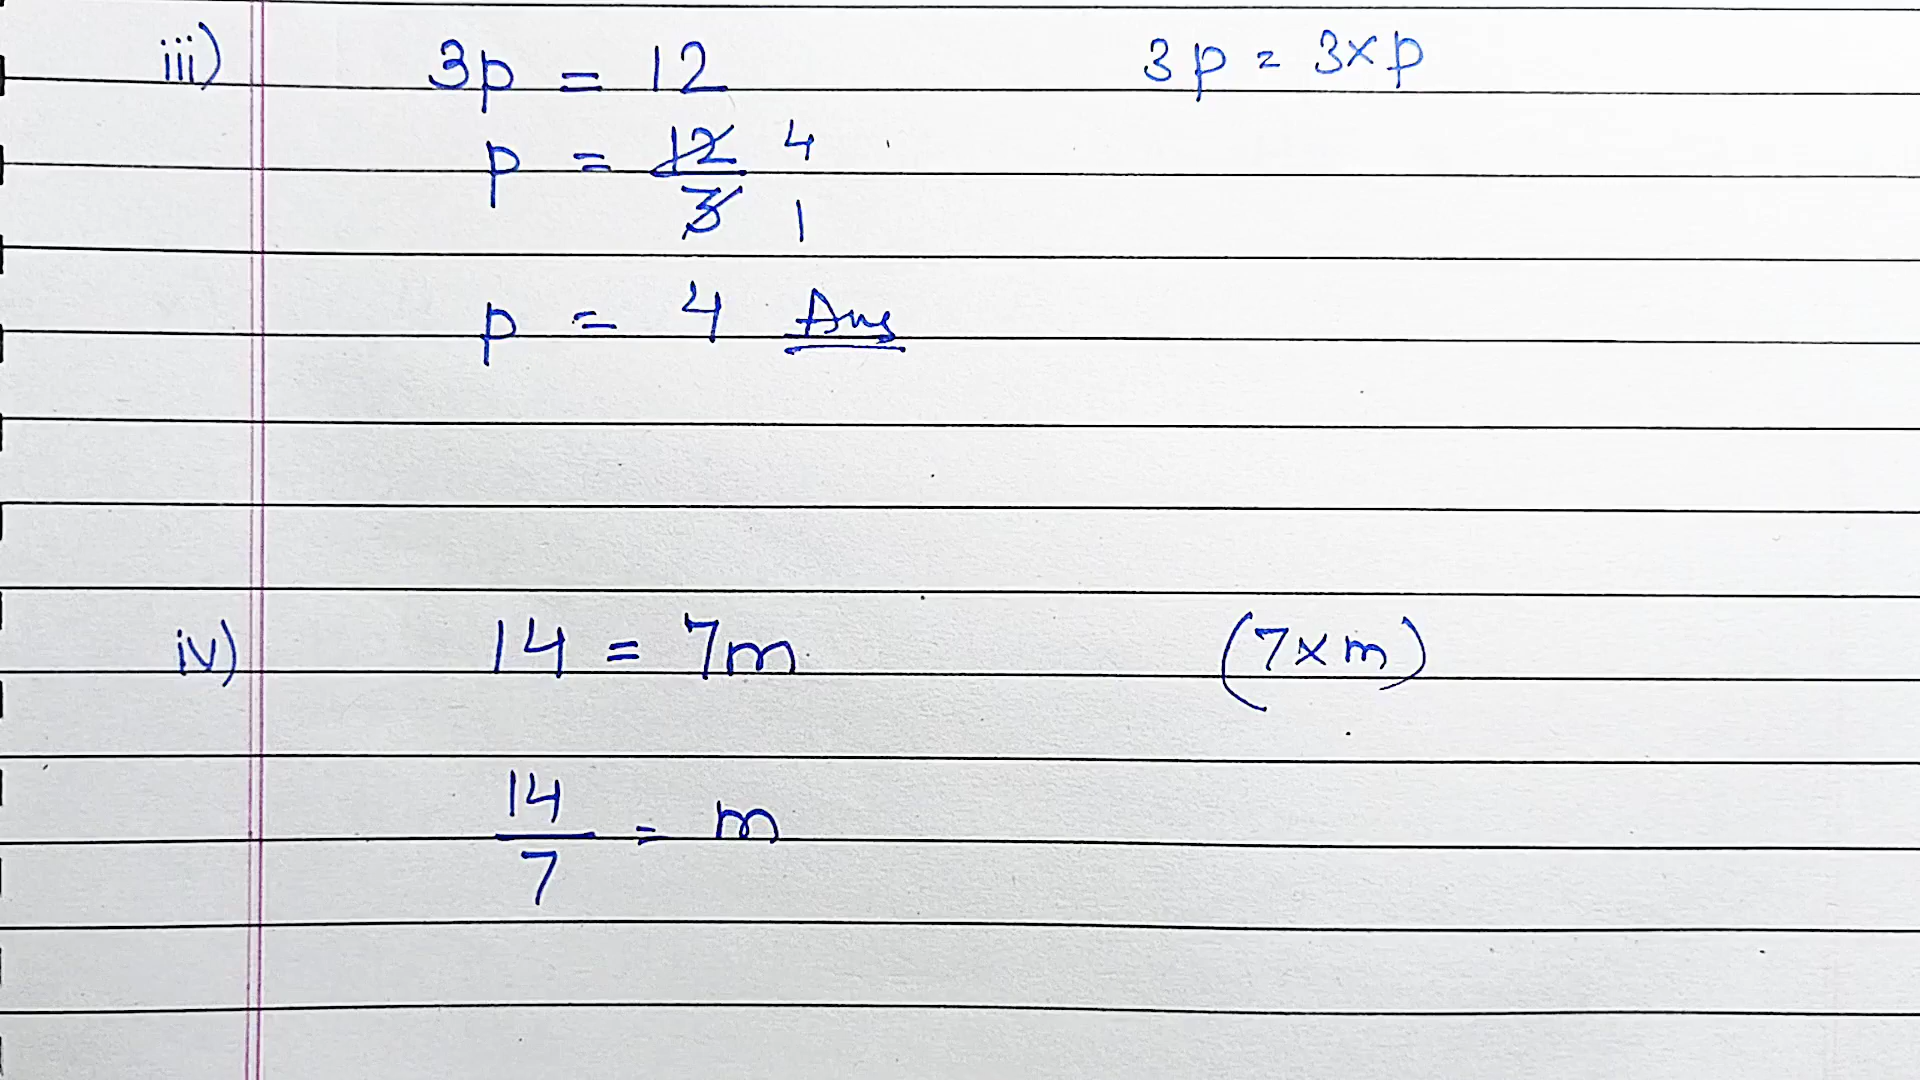 iii) 3p = 12 3p = 3×p
p = 12/3 4/1
p = 4 Ans
iv) 14 = 7m (7×m)
14/7 = m